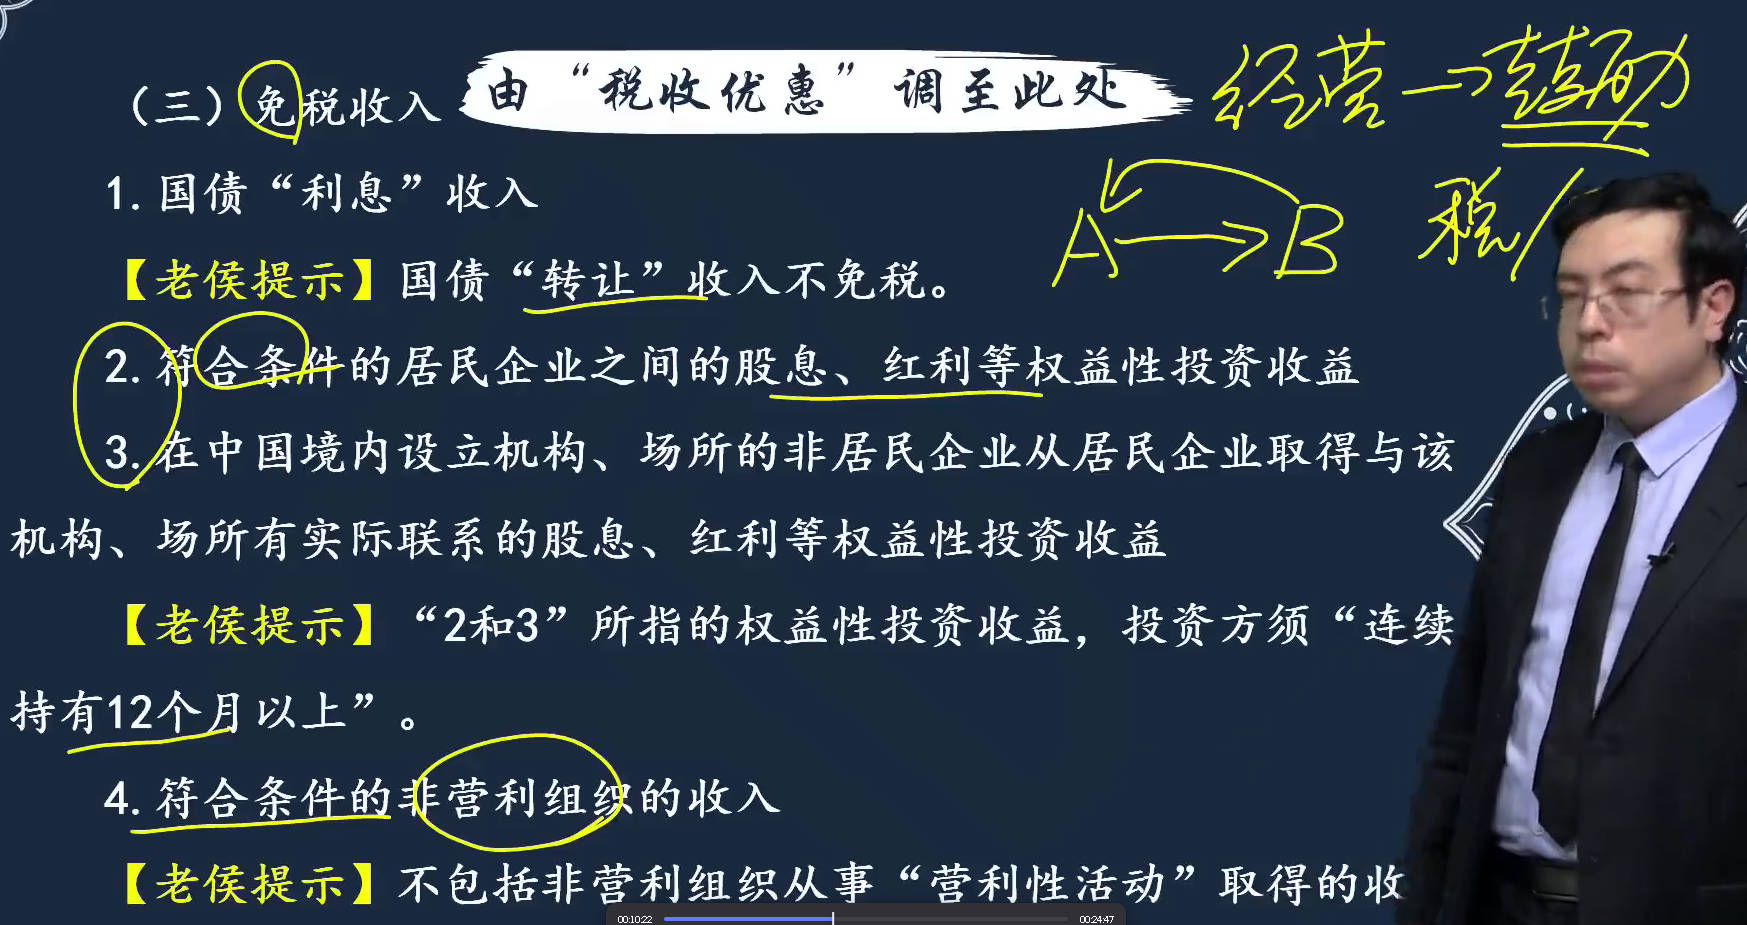 （三）免税收入 由“税收优惠”调至此处
经营→鼓励
1. 国债“利息”收入
A → B 税/
【老侯提示】国债“转让”收入不免税。
2. 符合条件的居民企业之间的股息、红利等权益性投资收益
3. 在中国境内设立机构、场所的非居民企业从居民企业取得与该
机构、场所有实际联系的股息、红利等权益性投资收益
【老侯提示】“2和3”所指的权益性投资收益，投资方须“连续
持有12个月以上”。
4. 符合条件的非营利组织的收入
【老侯提示】不包括非营利组织从事“营利性活动”取得的收
00:10:22 00:24:47